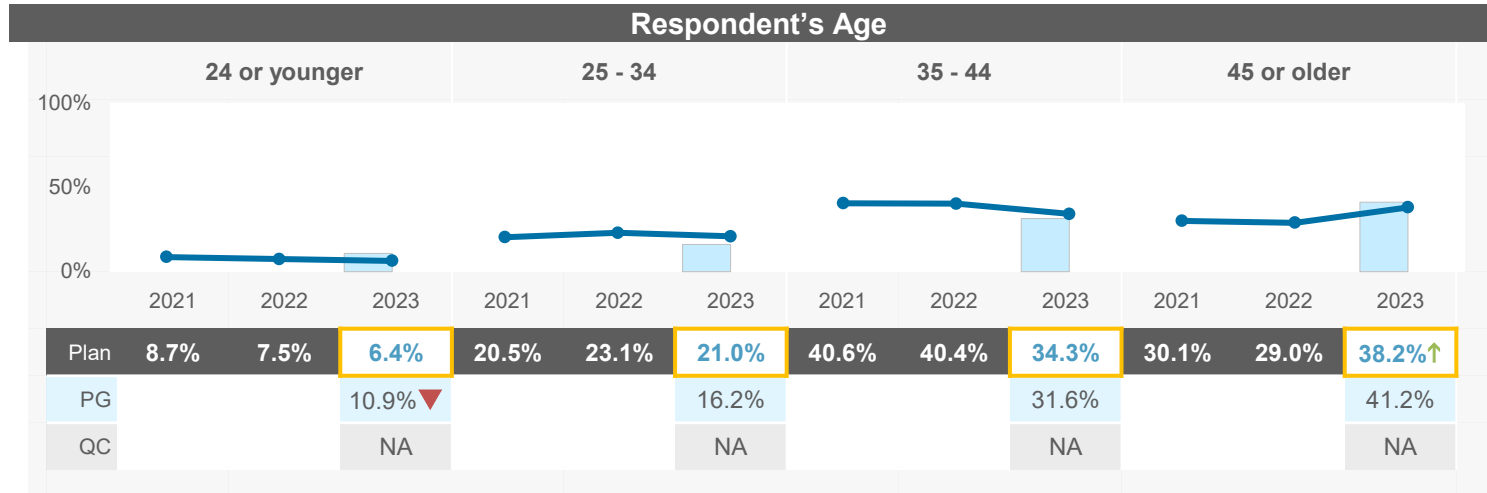 Respondent's Age
24 or younger 25 - 34 35 - 44 45 or older
100%
50%
0%
2021 2022 2023 2021 2022 2023 2021 2022 2023 2021 2022 2023
Plan 8.7% 7.5% 6.4% 20.5% 23.1% 21.0% 40.6% 40.4% 34.3% 30.1% 29.0% 38.2%↑
PG 10.9%▼ 16.2% 31.6% 41.2%
QC NA NA NA NA